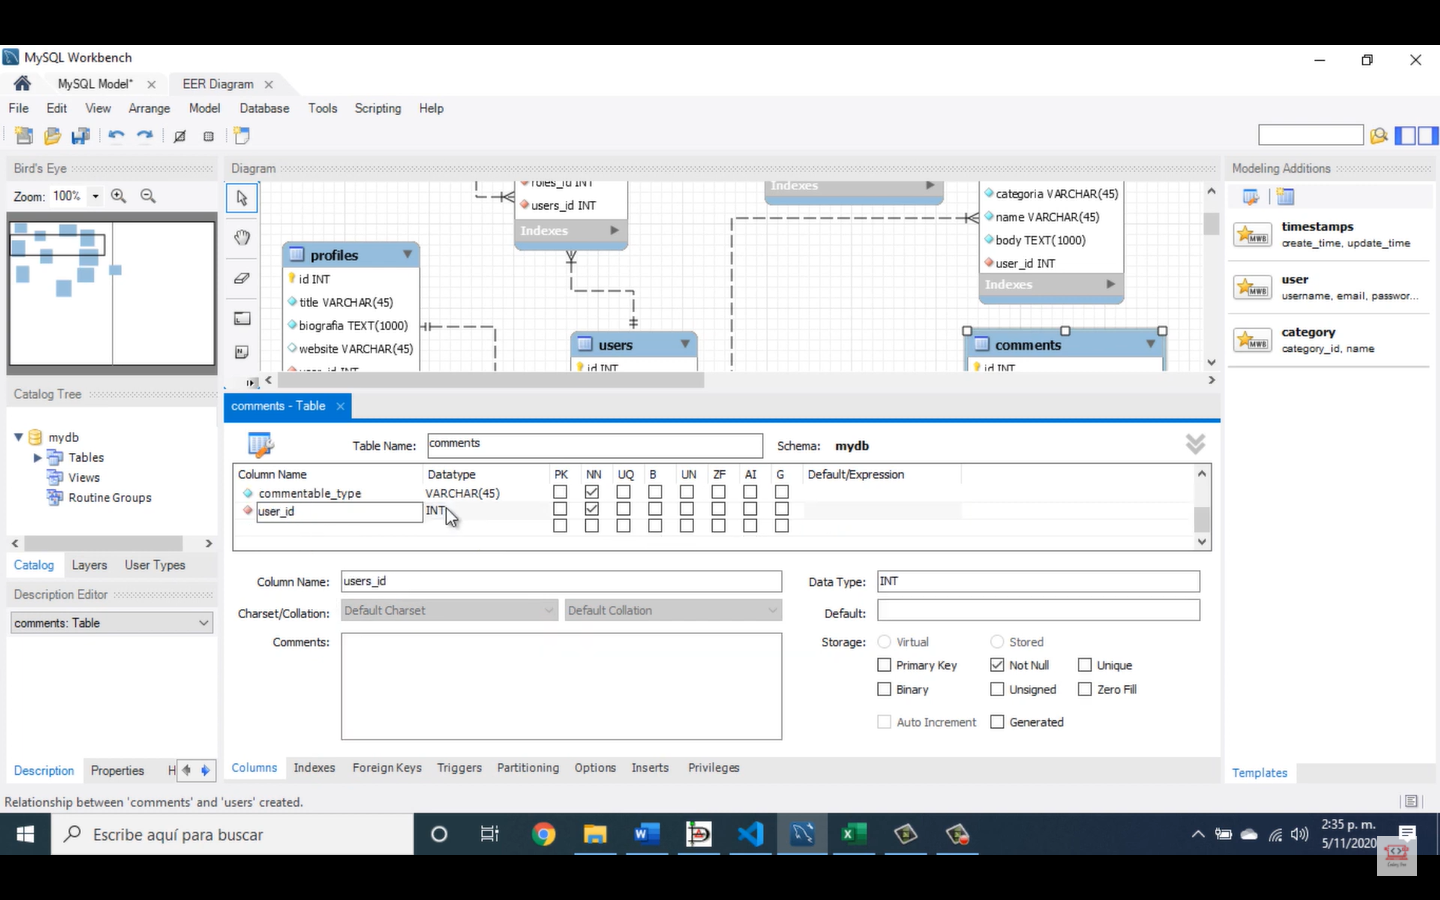 MySQL Workbench
MySQL Model*
EER Diagram
File Edit View Arrange Model Database Tools Scripting Help
Bird's Eye
Zoom: 100%
Diagram
roles_id INT
users_id INT
Indexes
profiles
id INT
title VARCHAR(45)
biografia TEXT(1000)
website VARCHAR(45)
user_id INT
users
id INT
Indexes
categoria VARCHAR(45)
name VARCHAR(45)
body TEXT(1000)
user_id INT
Indexes
comments
id INT
Modeling Additions
timestamps
create_time, update_time
user
username, email, passwor...
category
category_id, name
Templates
Catalog Tree
mydb
Tables
Views
Routine Groups
Catalog Layers User Types
Description Editor
comments: Table
Description Properties H
comments - Table
Table Name: comments Schema: mydb
Column Name Datatype PK NN UQ B UN ZF AI G Default/Expression
commentable_type VARCHAR(45)
user_id INT
Column Name: users_id Data Type: INT
Charset/Collation: Default Charset Default Collation Default:
Comments: Storage: Virtual Stored
Primary Key Not Null Unique
Binary Unsigned Zero Fill
Auto Increment Generated
Columns Indexes Foreign Keys Triggers Partitioning Options Inserts Privileges
Relationship between 'comments' and 'users' created.
Escribe aquí para buscar
2:35 p. m.
5/11/2020